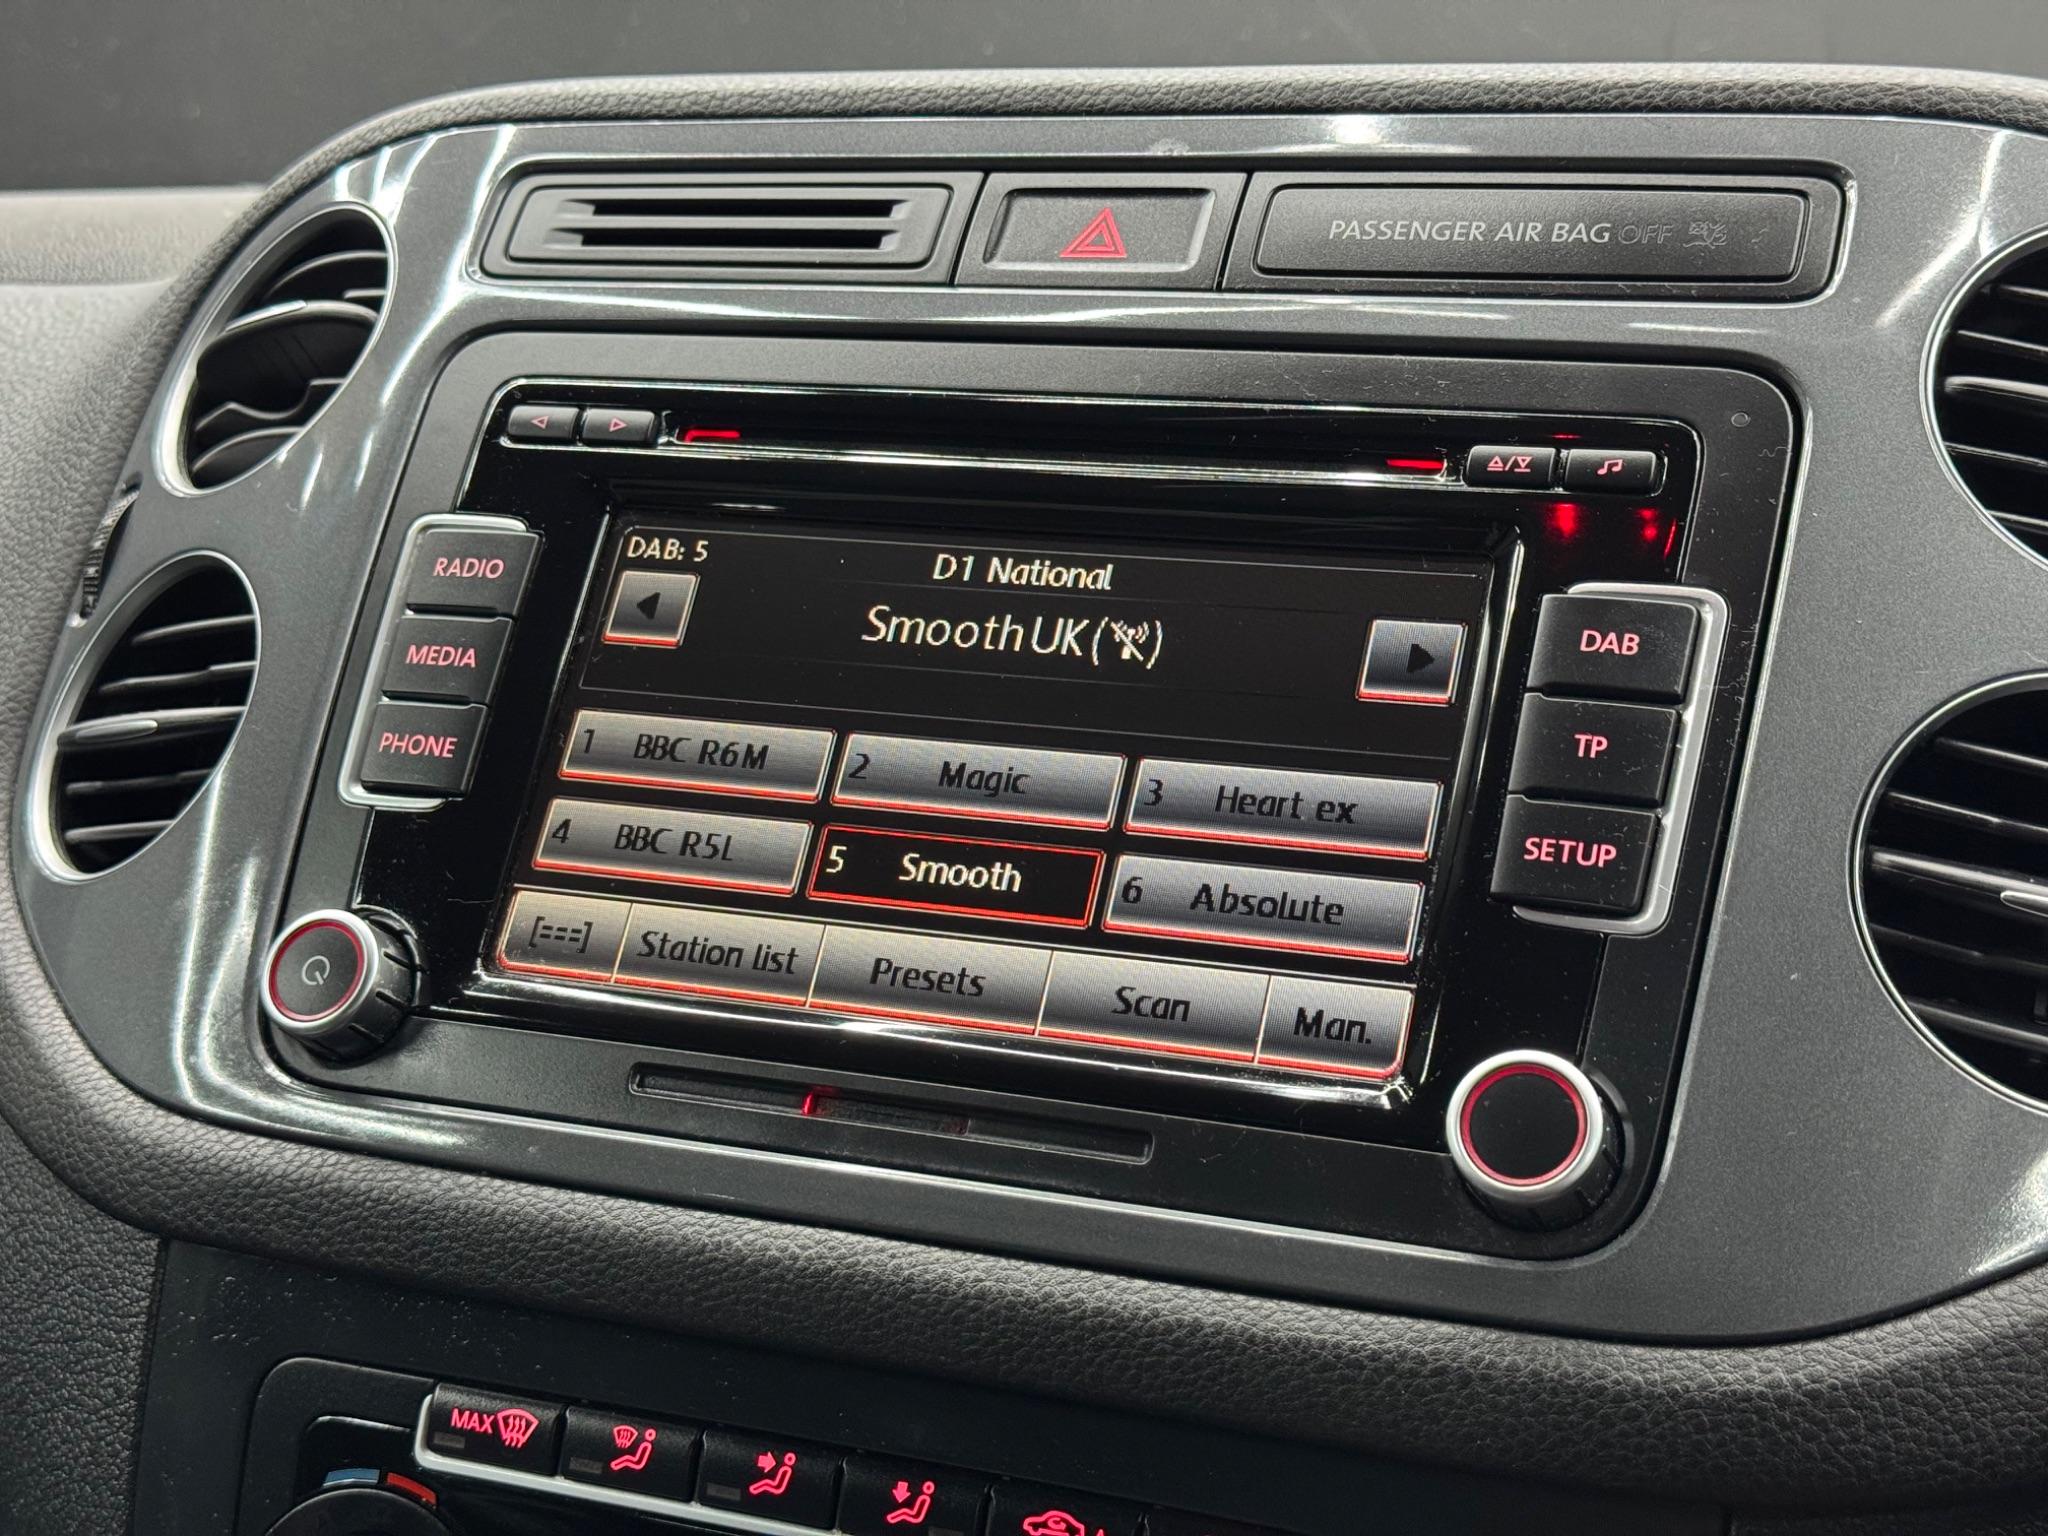 PASSENGER AIR BAG OFF
RADIO
MEDIA
PHONE
DAB: 5
D1 National
Smooth UK ( )
1 BBC R6M
2 Magic
3 Heart ex
4 BBC R5L
5 Smooth
6 Absolute
[===]
Station list
Presets
Scan
Man.
DAB
TP
SETUP
MAX